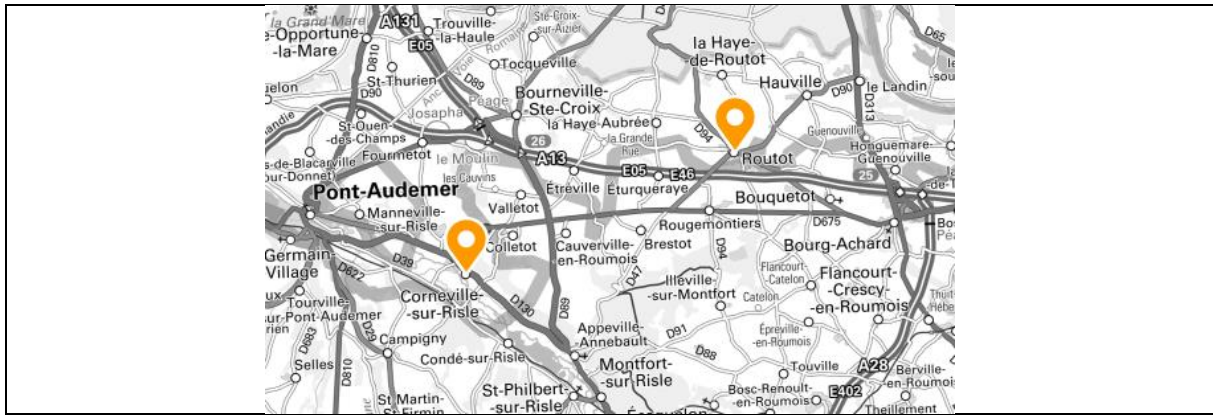 la Grand'Mare
-Opportune-
-la-Mare
A131
E05
Trouville-
-la-Haule
Ste-Croix-
-sur-Aizier
Voie Romaine
Tocqueville
D810
St-Thurien
D90
D89
Anc.
Péage
Josapha
Bourneville-
-Ste-Croix
la Haye-
-de-Routot
Hauville
D90
le Landin
D65
D313
la Haye-Aubrée
la Grande
Rue
D94
Routot
Guenouville
Honguemare-
Guenouville
St-Ouen
-des-Champs
Fourmetot
le Moulin
les Cauvins
26
A13
E05
E46
25
Étréville
Éturqueraye
s-de-Blacarville
Pont-Audemer
Manneville-
-sur-Risle
Valletot
Colletot
Bouquetot
D675
Rougemontiers
Cauverville-
en-Roumois
Brestot
Bourg-Achard
Germain-
Village
D39
D622
D47
D94
Illeville-
-sur-Montfort
Flancourt-
-Catelon
Catelon
Flancourt-
-Crescy-
-en-Roumois
Corneville-
-sur-Risle
D130
D89
Tourville-
sur-Pont-Audemer
D683
D29
Campigny
Condé-sur-Risle
Appeville-
-Annebault
D91
D88
Épreville-
en-Roumois
Selles
D810
Montfort-
-sur Risle
Touville
A28
E402
Berville-
en-Roumois
St-Martin-
St-Firmin
St-Philbert-
-sur-Risle
Bosc-Renoult-
en-Roumois
Theillement